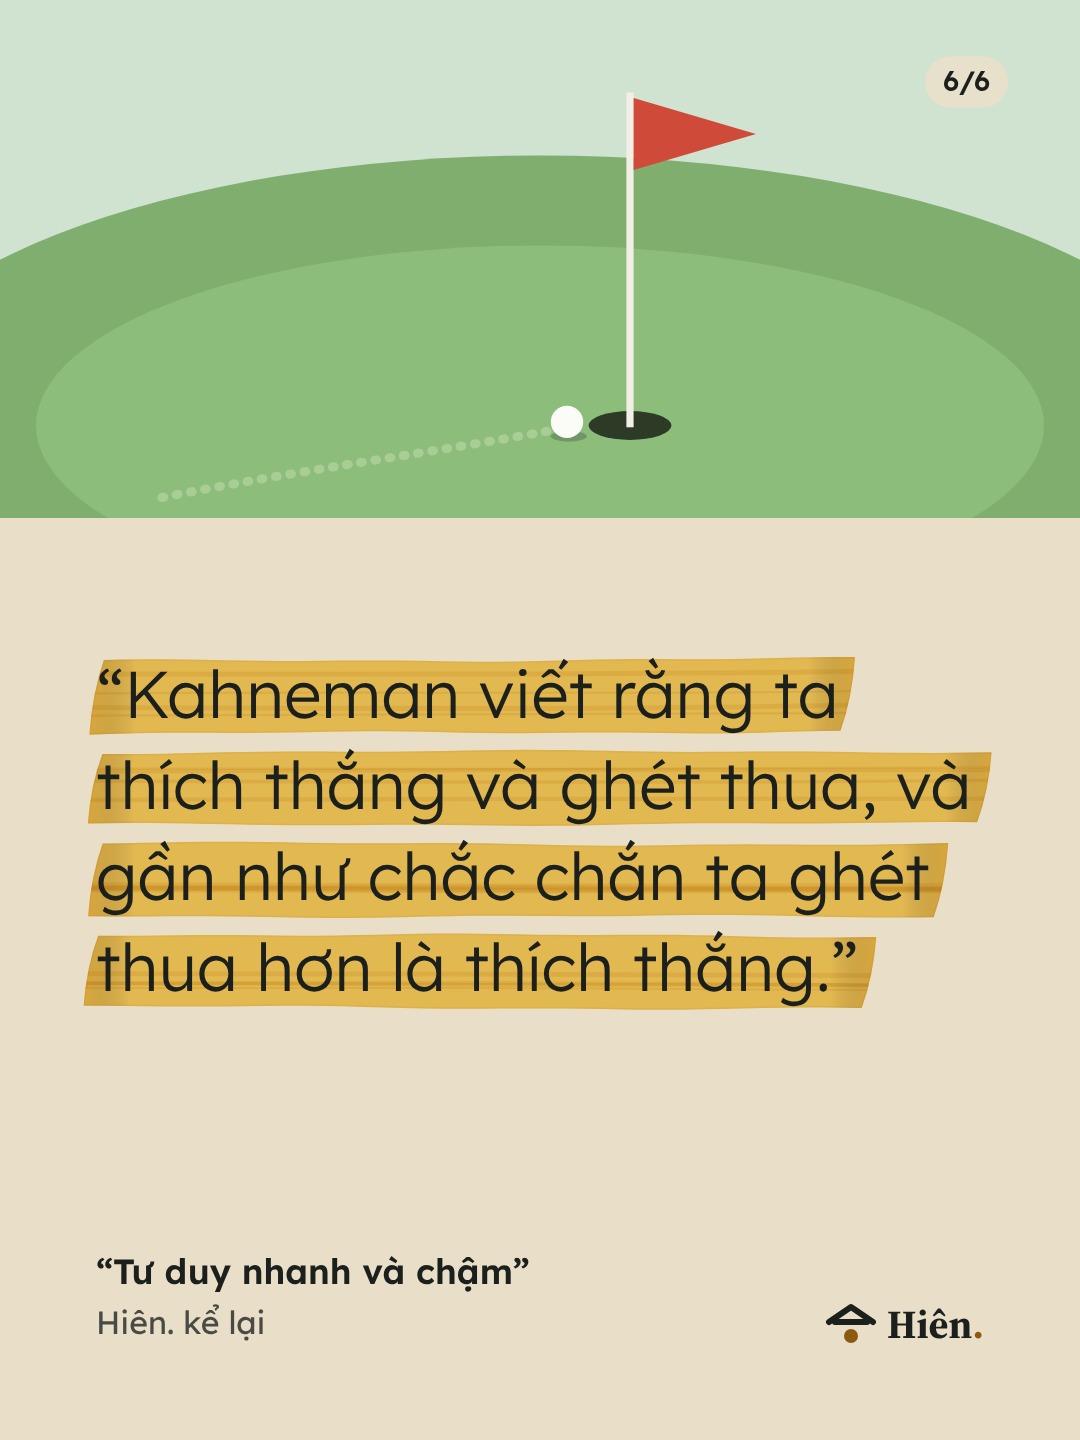 6/6
“Kahneman viết rằng ta
thích thắng và ghét thua, và
gần như chắc chắn ta ghét
thua hơn là thích thắng.”
“Tư duy nhanh và chậm”
Hiên. kể lại
Hiên.